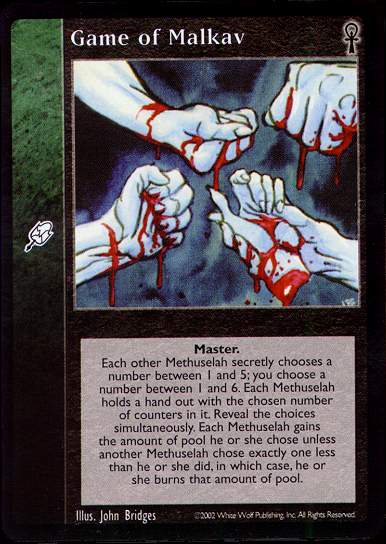 Game of Malkav
Master.
Each other Methuselah secretly chooses a
number between 1 and 5; you choose a
number between 1 and 6. Each Methuselah
holds a hand out with the chosen number
of counters in it. Reveal the choices
simultaneously. Each Methuselah gains
the amount of pool he or she chose unless
another Methuselah chose exactly one less
than he or she did, in which case, he or
she burns that amount of pool.
Illus. John Bridges
©2002 White Wolf Publishing, Inc. All Rights Reserved.